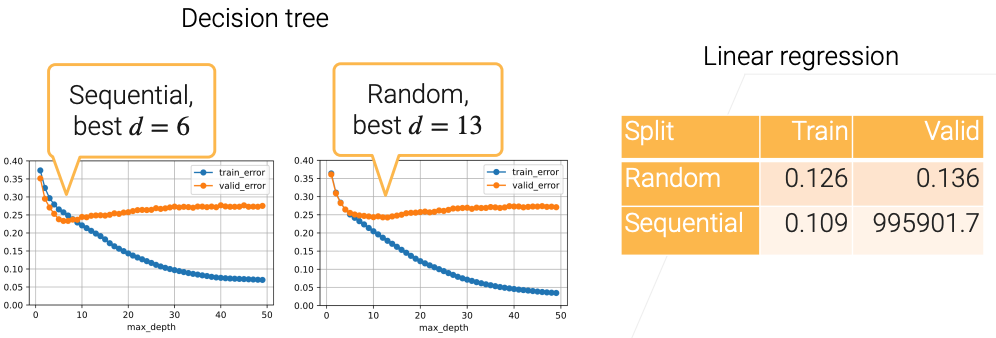 Decision tree
Sequential,
best d = 6
0.40
0.35
0.30
0.25
0.20
0.15
0.10
0.05
0.00
train_error
valid_error
0 10 20 30 40 50
max_depth
Random,
best d = 13
0.40
0.35
0.30
0.25
0.20
0.15
0.10
0.05
0.00
train_error
valid_error
0 10 20 30 40 50
max_depth
Linear regression
Split Train Valid
Random 0.126 0.136
Sequential 0.109 995901.7